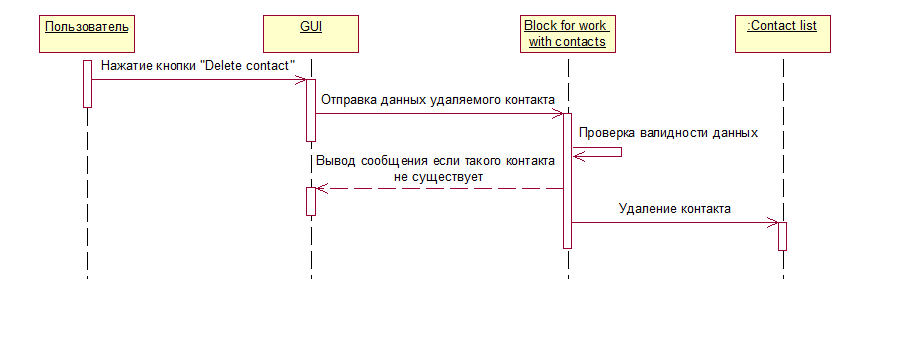 Пользователь
GUI
Block for work
with contacts
:Contact list
Нажатие кнопки "Delete contact"
Отправка данных удаляемого контакта
Проверка валидности данных
Вывод сообщения если такого контакта
не существует
Удаление контакта